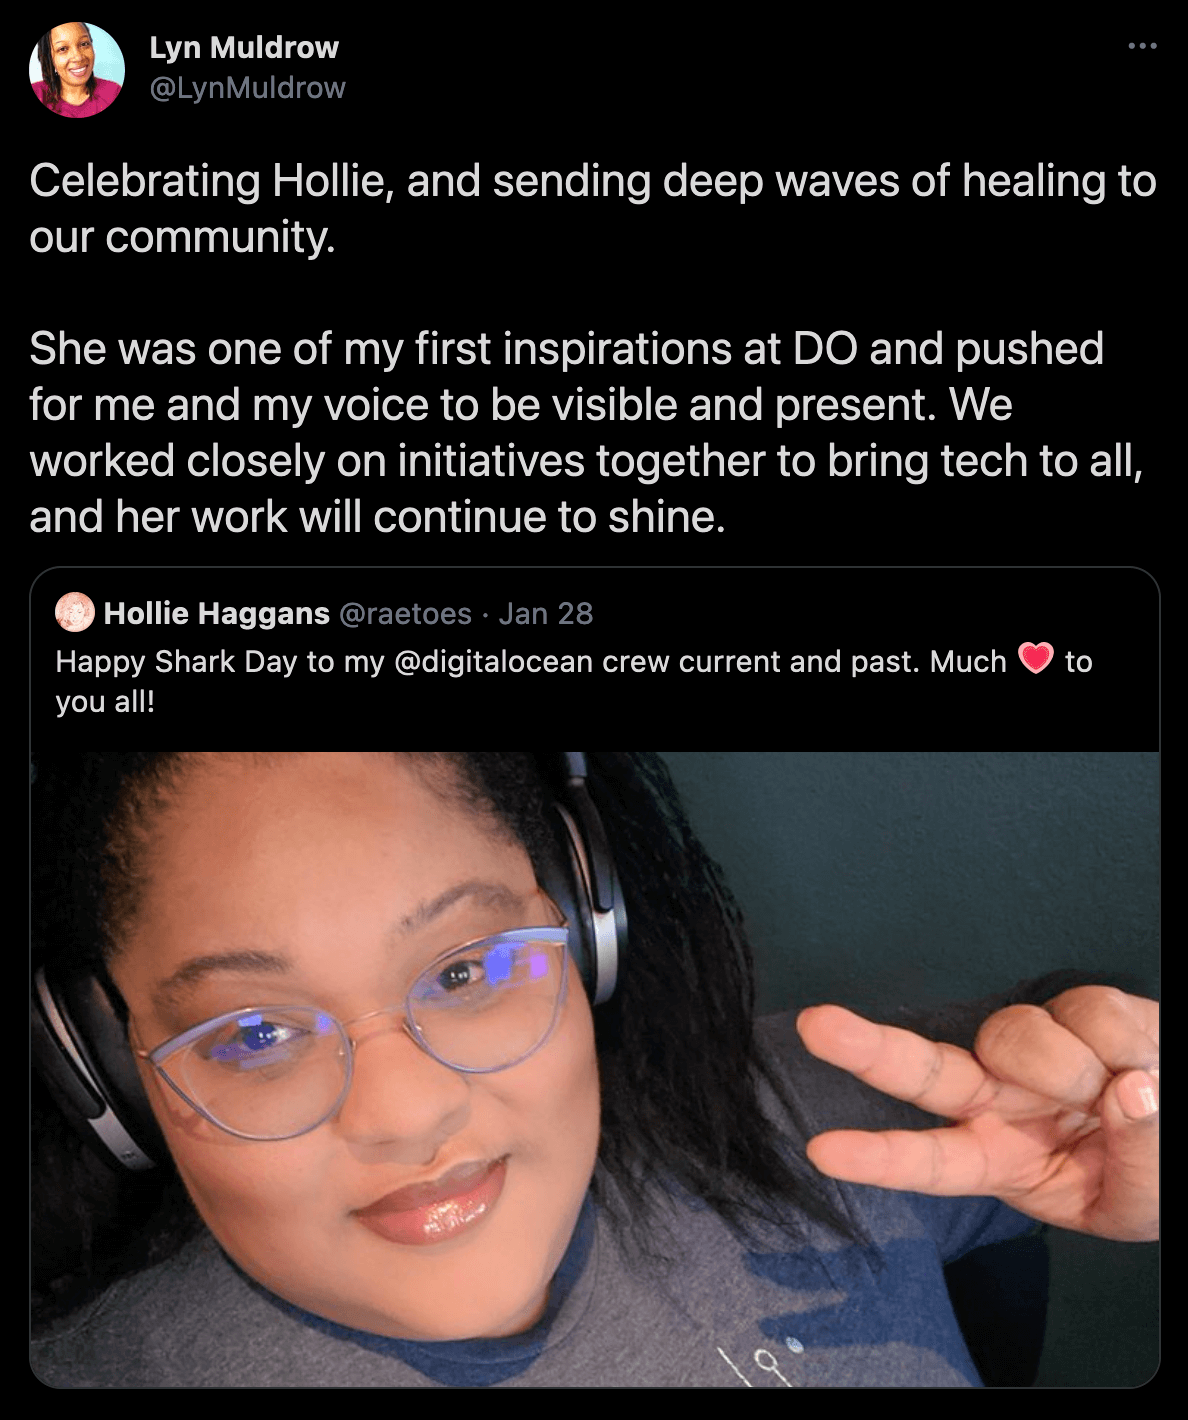 Lyn Muldrow
@LynMuldrow
Celebrating Hollie, and sending deep waves of healing to
our community.
She was one of my first inspirations at DO and pushed
for me and my voice to be visible and present. We
worked closely on initiatives together to bring tech to all,
and her work will continue to shine.
Hollie Haggans @raetoes · Jan 28
Happy Shark Day to my @digitalocean crew current and past. Much 💗 to
you all!